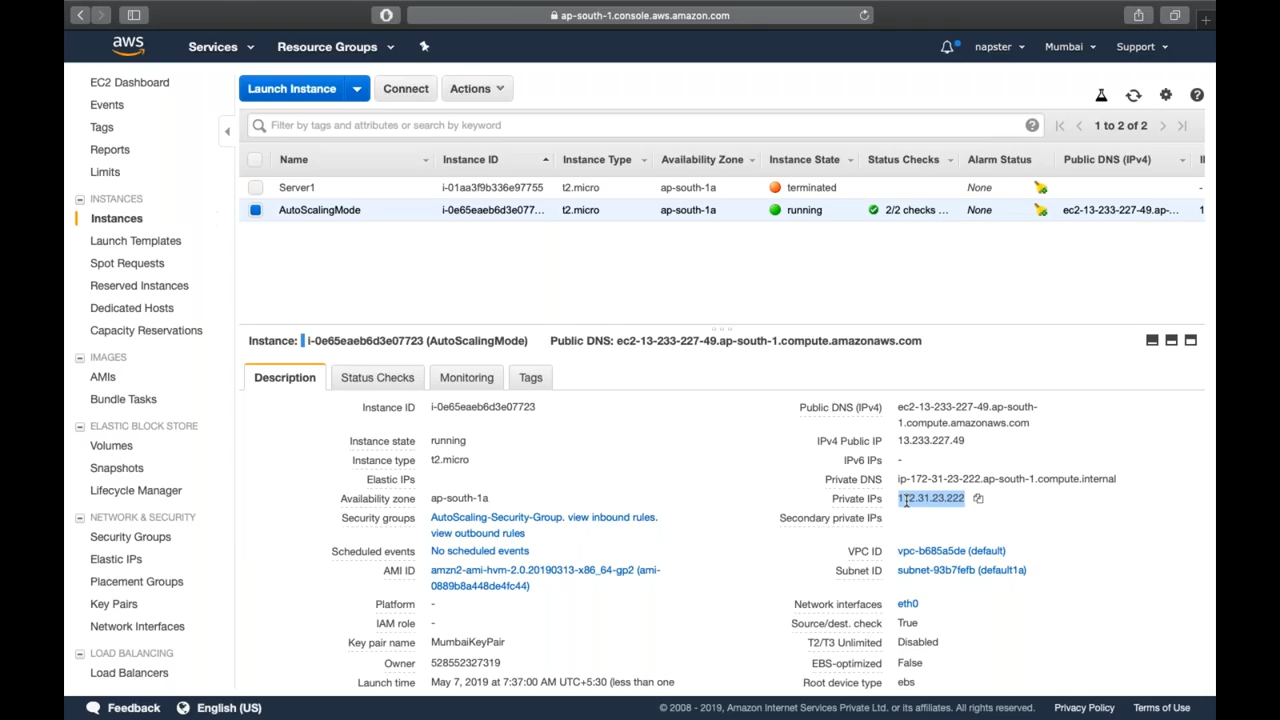 ap-south-1.console.aws.amazon.com
aws Services Resource Groups napster Mumbai Support
EC2 Dashboard
Events
Tags
Reports
Limits
INSTANCES
Instances
Launch Templates
Spot Requests
Reserved Instances
Dedicated Hosts
Capacity Reservations
IMAGES
AMIs
Bundle Tasks
ELASTIC BLOCK STORE
Volumes
Snapshots
Lifecycle Manager
NETWORK & SECURITY
Security Groups
Elastic IPs
Placement Groups
Key Pairs
Network Interfaces
LOAD BALANCING
Load Balancers
Launch Instance Connect Actions
Filter by tags and attributes or search by keyword 1 to 2 of 2
Name Instance ID Instance Type Availability Zone Instance State Status Checks Alarm Status Public DNS (IPv4)
Server1 i-01aa3f9b336e97755 t2.micro ap-south-1a terminated None -
AutoScalingMode i-0e65eaeb6d3e077... t2.micro ap-south-1a running 2/2 checks ... None ec2-13-233-227-49.ap-... 1
Instance: i-0e65eaeb6d3e07723 (AutoScalingMode) Public DNS: ec2-13-233-227-49.ap-south-1.compute.amazonaws.com
Description Status Checks Monitoring Tags
Instance ID i-0e65eaeb6d3e07723
Instance state running
Instance type t2.micro
Elastic IPs
Availability zone ap-south-1a
Security groups AutoScaling-Security-Group. view inbound rules.
view outbound rules
Scheduled events No scheduled events
AMI ID amzn2-ami-hvm-2.0.20190313-x86_64-gp2 (ami-
0889b8a448de4fc44)
Platform -
IAM role -
Key pair name MumbaiKeyPair
Owner 528552327319
Launch time May 7, 2019 at 7:37:00 AM UTC+5:30 (less than one
Public DNS (IPv4) ec2-13-233-227-49.ap-south-
1.compute.amazonaws.com
IPv4 Public IP 13.233.227.49
IPv6 IPs -
Private DNS ip-172-31-23-222.ap-south-1.compute.internal
Private IPs 172.31.23.222
Secondary private IPs
VPC ID vpc-b685a5de (default)
Subnet ID subnet-93b7fefb (default1a)
Network interfaces eth0
Source/dest. check True
T2/T3 Unlimited Disabled
EBS-optimized False
Root device type ebs
Feedback English (US) © 2008 - 2019, Amazon Internet Services Private Ltd. or its affiliates. All rights reserved. Privacy Policy Terms of Use